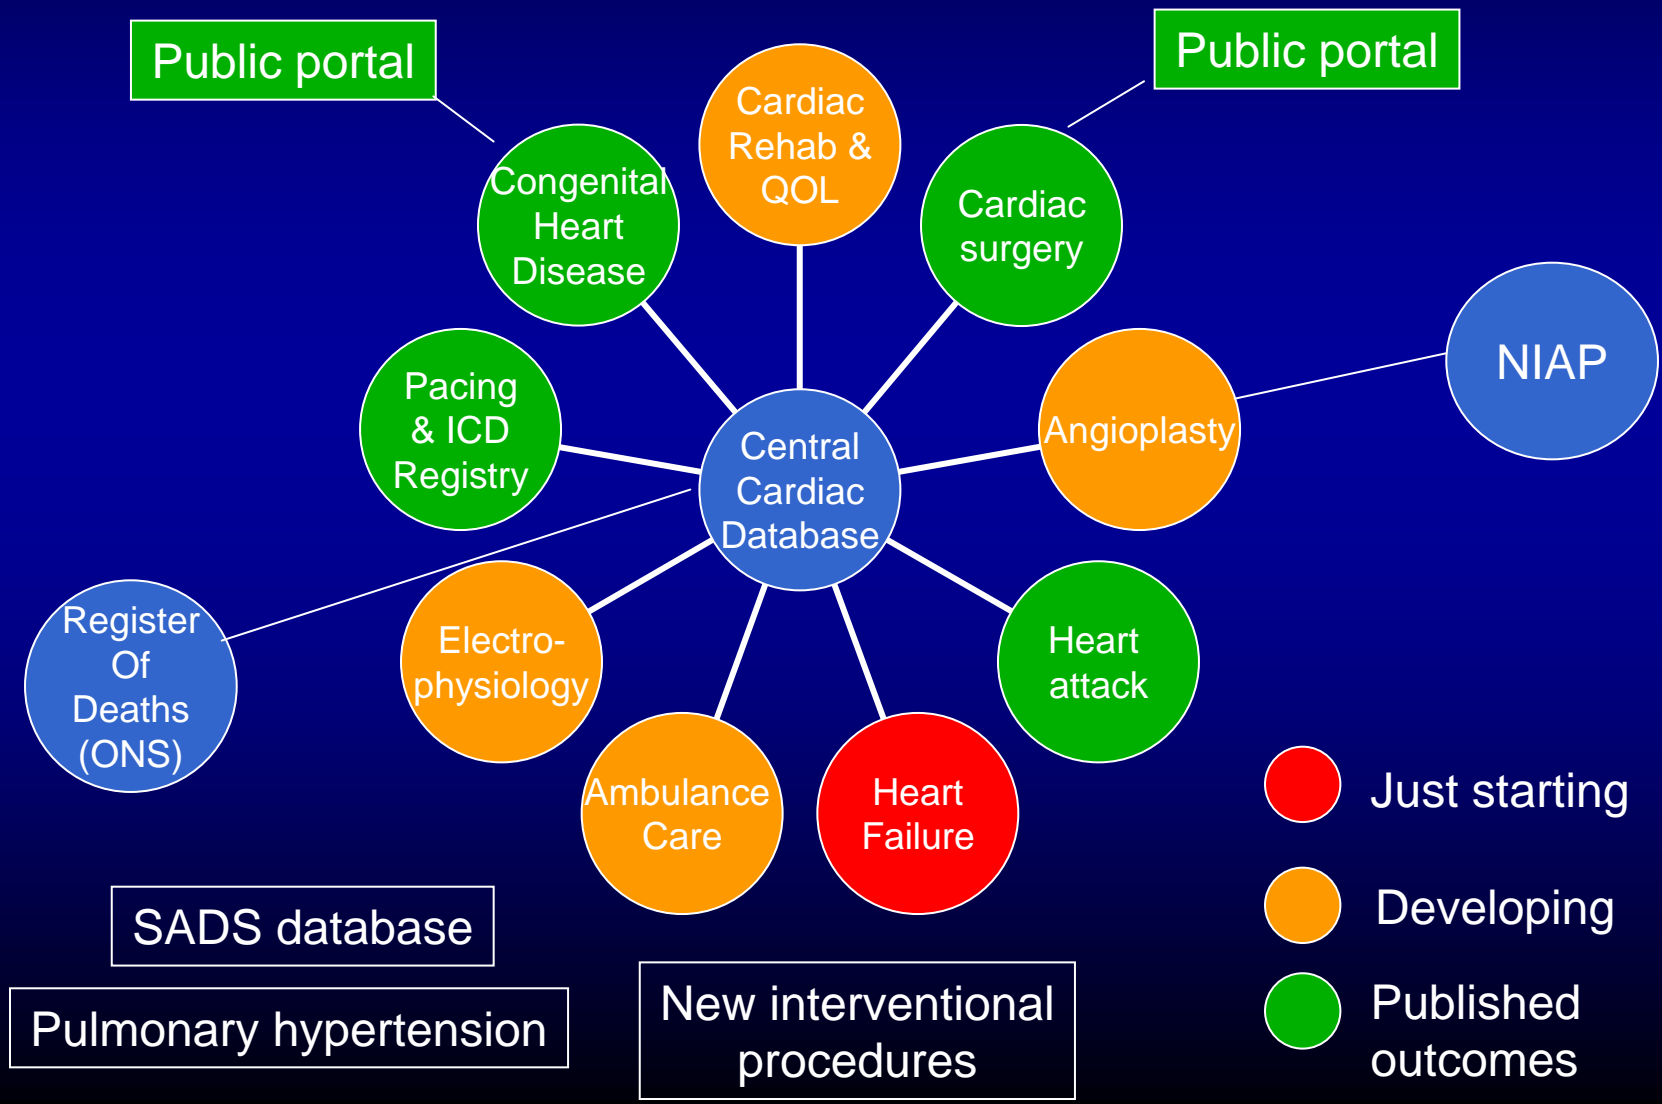 Public portal
Public portal
Cardiac
Rehab &
QOL
Congenital
Heart
Disease
Cardiac
surgery
NIAP
Pacing
& ICD
Registry
Angioplasty
Central
Cardiac
Database
Register
Of
Deaths
(ONS)
Electro-
physiology
Heart
attack
Ambulance
Care
Heart
Failure
Just starting
Developing
Published
outcomes
SADS database
Pulmonary hypertension
New interventional
procedures